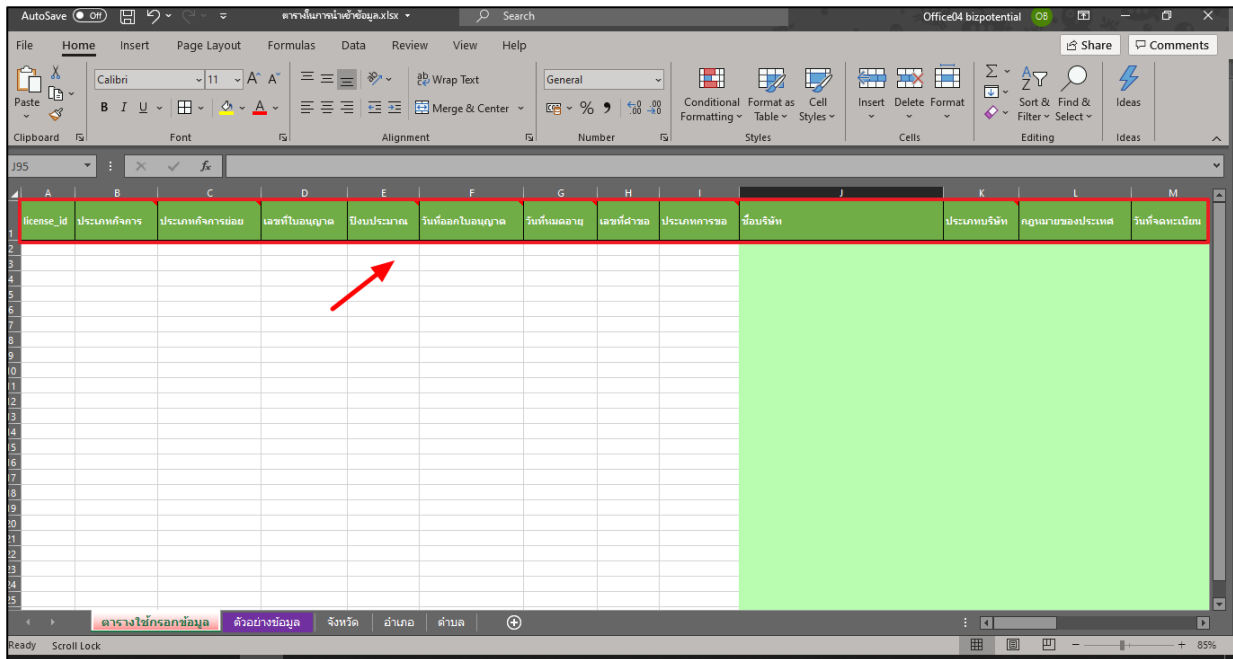 AutoSave Off ตารางในการนำเข้าข้อมูล.xlsx Search Office04 bizpotential OB
File Home Insert Page Layout Formulas Data Review View Help Share Comments
Paste Calibri 11 Wrap Text General Conditional Formatting Format as Table Cell Styles Insert Delete Format Sort & Filter Find & Select Ideas
B I U Merge & Center
Clipboard Font Alignment Number Styles Cells Editing Ideas
J95 fx
A B C D E F G H I J K L M
1 license_id ประเภทกิจการ ประเภทกิจการย่อย เลขที่ใบอนุญาต ปีงบประมาณ วันที่ออกใบอนุญาต วันที่หมดอายุ เลขที่คำขอ ประเภทการขอ ชื่อบริษัท ประเภทบริษัท กฎหมายของประเทศ วันที่จดทะเบียน
2
3
4
5
6
7
8
9
10
11
12
13
14
15
16
17
18
19
20
21
22
23
24
25
ตารางใช้กรอกข้อมูล ตัวอย่างข้อมูล จังหวัด อำเภอ ตำบล
Ready Scroll Lock 85%